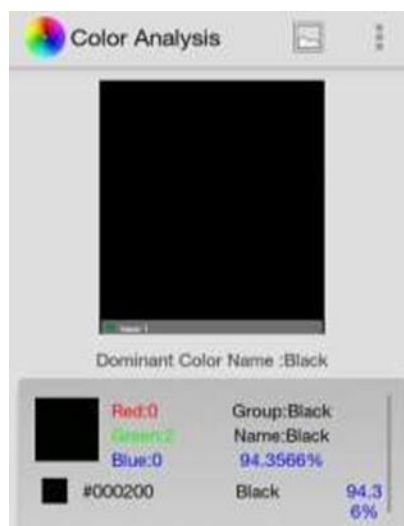 Color Analysis
Dominant Color Name :Black
Red:0
Group:Black
Green:2
Name:Black
Blue:0
94.3566%
#000200
Black
94.3
6%